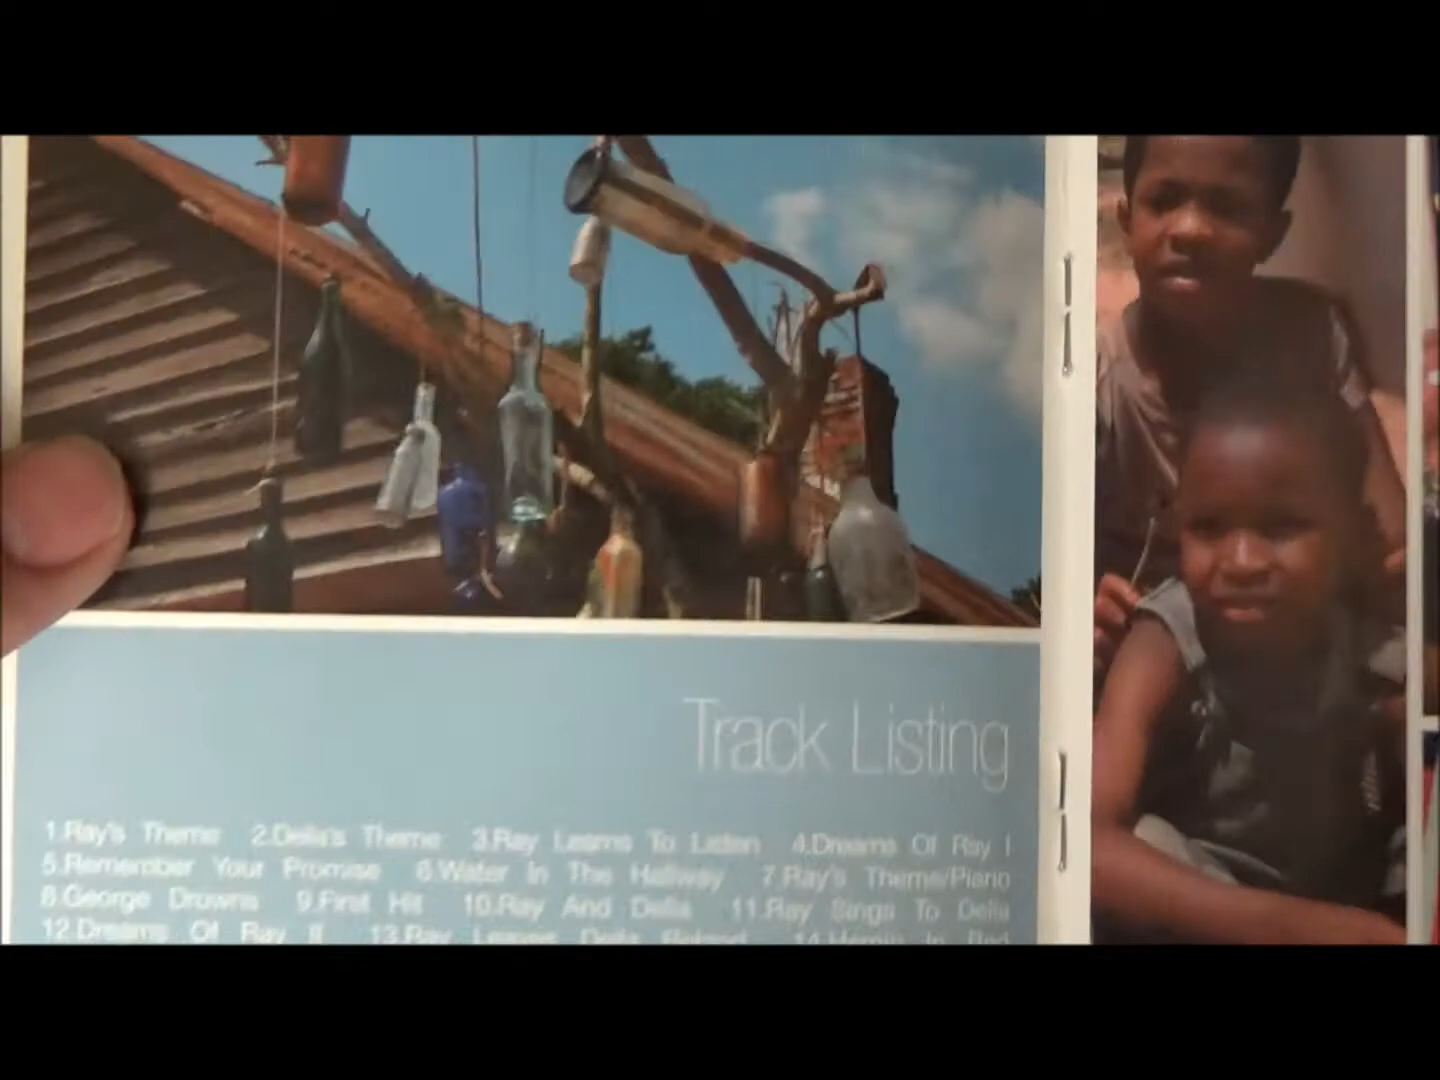 Track Listing
1.Ray's Theme 2.Della's Theme 3.Ray Learns To Listen 4.Dreams Of Ray I
5.Remember Your Promise 6.Water In The Hallway 7.Ray's Theme/Piano
8.George Drowns 9.First Hit 10.Ray And Della 11.Ray Sings To Della
12.Dreams Of Ray II 13.Ray Leaves Della 14.Heroin In Bed